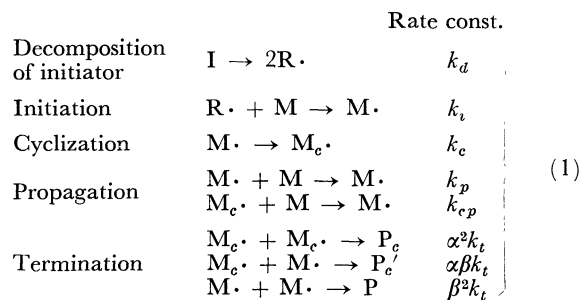 Rate const.
Decomposition of initiator I → 2R· k_d
Initiation R· + M → M· k_i
Cyclization M· → M_c· k_c
Propagation M· + M → M· k_p
M_c· + M → M· k_cp
(1)
Termination M_c· + M_c· → P_c α²k_t
M_c· + M· → P_c′ αβk_t
M· + M· → P β²k_t